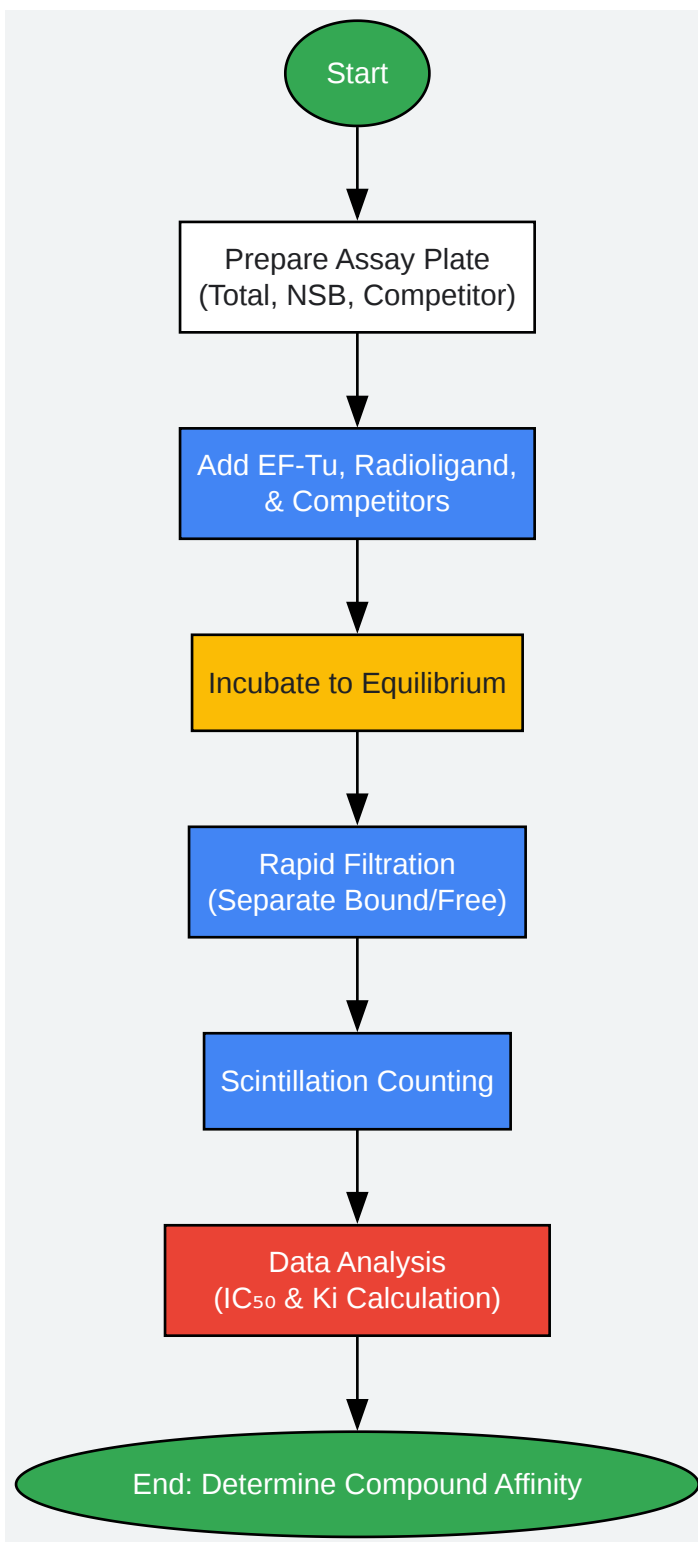 Start
Prepare Assay Plate
(Total, NSB, Competitor)
Add EF-Tu, Radioligand,
& Competitors
Incubate to Equilibrium
Rapid Filtration
(Separate Bound/Free)
Scintillation Counting
Data Analysis
(IC₅₀ & Ki Calculation)
End: Determine Compound Affinity